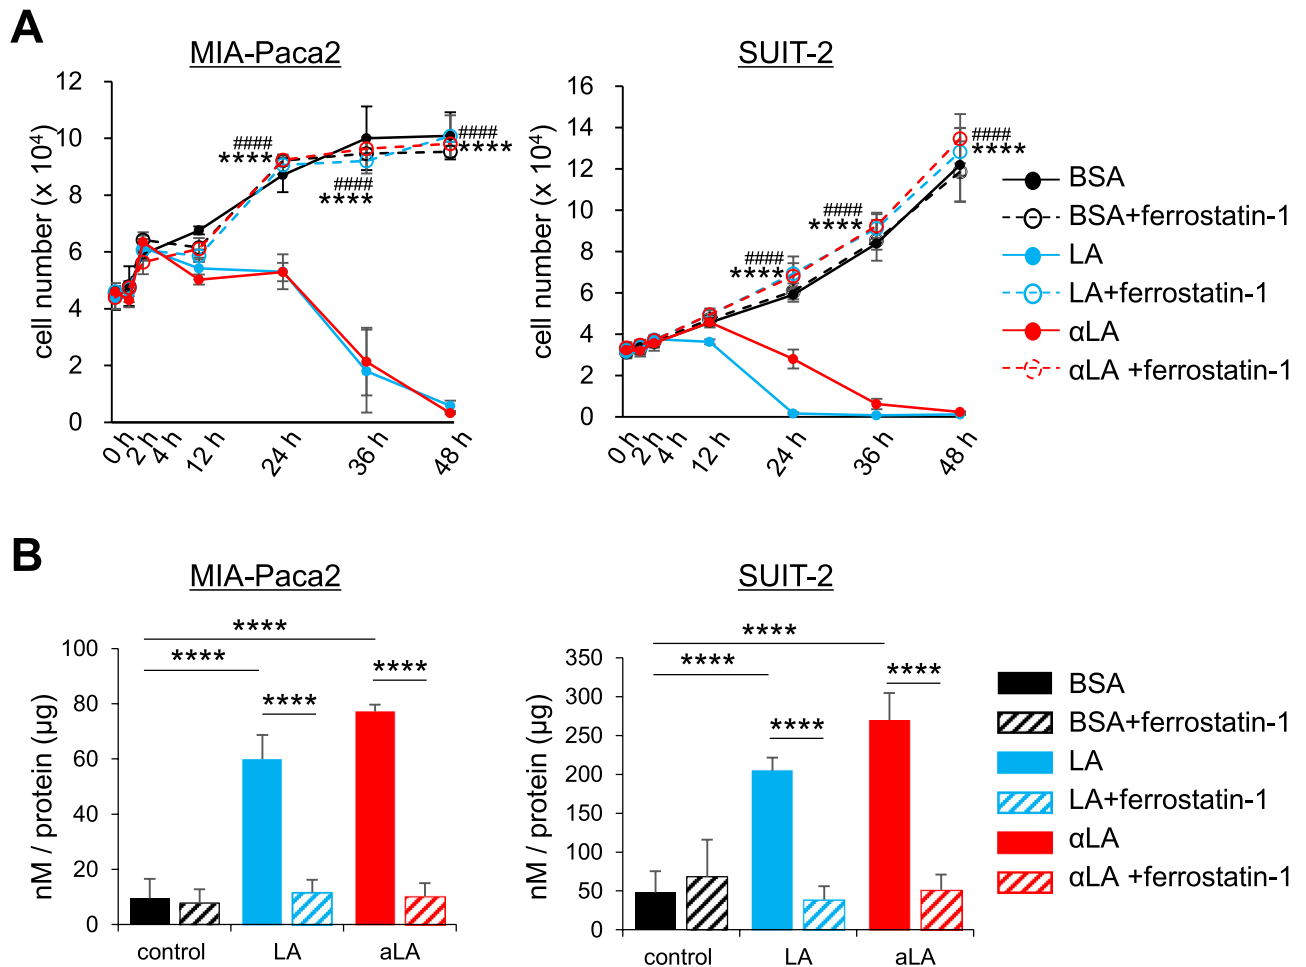 A
MIA-Paca2
SUIT-2
cell number (x 10⁴)
12
10
8
6
4
2
0
0 h
2 h
4 h
12 h
24 h
36 h
48 h
####
****
####
****
####
****
cell number (x 10⁴)
16
14
12
10
8
6
4
2
0
0 h
2 h
4 h
12 h
24 h
36 h
48 h
####
****
####
****
####
****
BSA
BSA+ferrostatin-1
LA
LA+ferrostatin-1
αLA
αLA +ferrostatin-1
B
MIA-Paca2
SUIT-2
nM / protein (μg)
100
80
60
40
20
0
****
****
****
****
control
LA
aLA
nM / protein (μg)
350
300
250
200
150
100
50
0
****
****
****
****
control
LA
aLA
BSA
BSA+ferrostatin-1
LA
LA+ferrostatin-1
αLA
αLA +ferrostatin-1